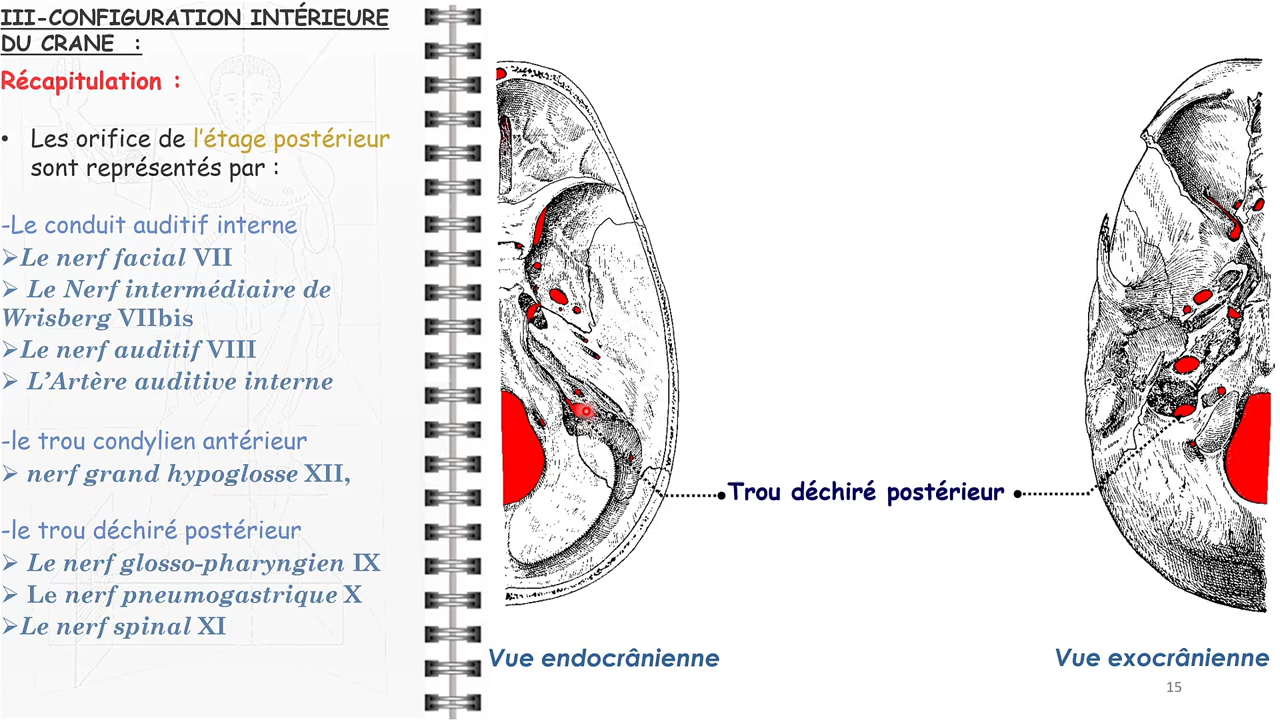 III-CONFIGURATION INTÉRIEURE
DU CRANE :
Récapitulation :
• Les orifice de l'étage postérieur
sont représentés par :
-Le conduit auditif interne
➢Le nerf facial VII
➢ Le Nerf intermédiaire de
Wrisberg VIIbis
➢Le nerf auditif VIII
➢ L'Artère auditive interne
-le trou condylien antérieur
➢ nerf grand hypoglosse XII,
-le trou déchiré postérieur
➢ Le nerf glosso-pharyngien IX
➢ Le nerf pneumogastrique X
➢Le nerf spinal XI
Trou déchiré postérieur
Vue endocrânienne
Vue exocrânienne
15